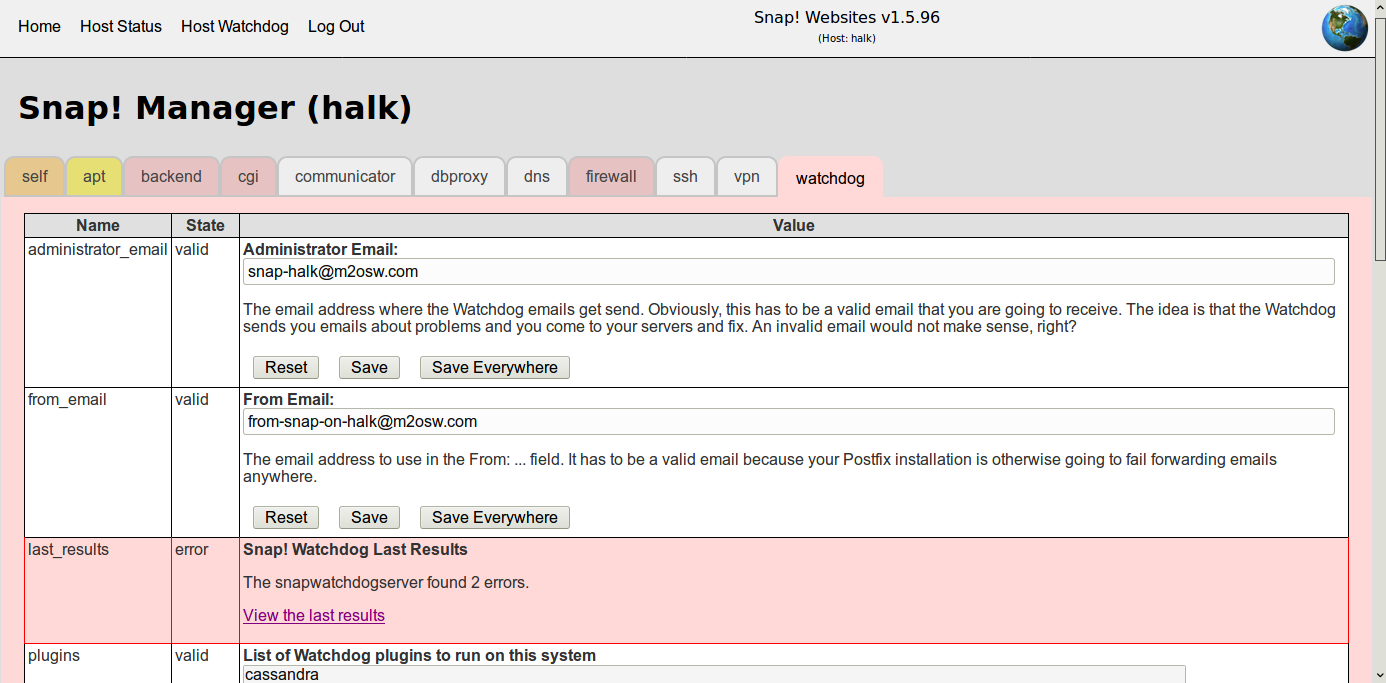 Home Host Status Host Watchdog Log Out
Snap! Websites v1.5.96
(Host: halk)
Snap! Manager (halk)
self apt backend cgi communicator dbproxy dns firewall ssh vpn watchdog
Name State Value
administrator_email valid Administrator Email:
snap-halk@m2osw.com
The email address where the Watchdog emails get send. Obviously, this has to be a valid email that you are going to receive. The idea is that the Watchdog
sends you emails about problems and you come to your servers and fix. An invalid email would not make sense, right?
Reset Save Save Everywhere
from_email valid From Email:
from-snap-on-halk@m2osw.com
The email address to use in the From: ... field. It has to be a valid email because your Postfix installation is otherwise going to fail forwarding emails
anywhere.
Reset Save Save Everywhere
last_results error Snap! Watchdog Last Results
The snapwatchdogserver found 2 errors.
View the last results
plugins valid List of Watchdog plugins to run on this system
cassandra